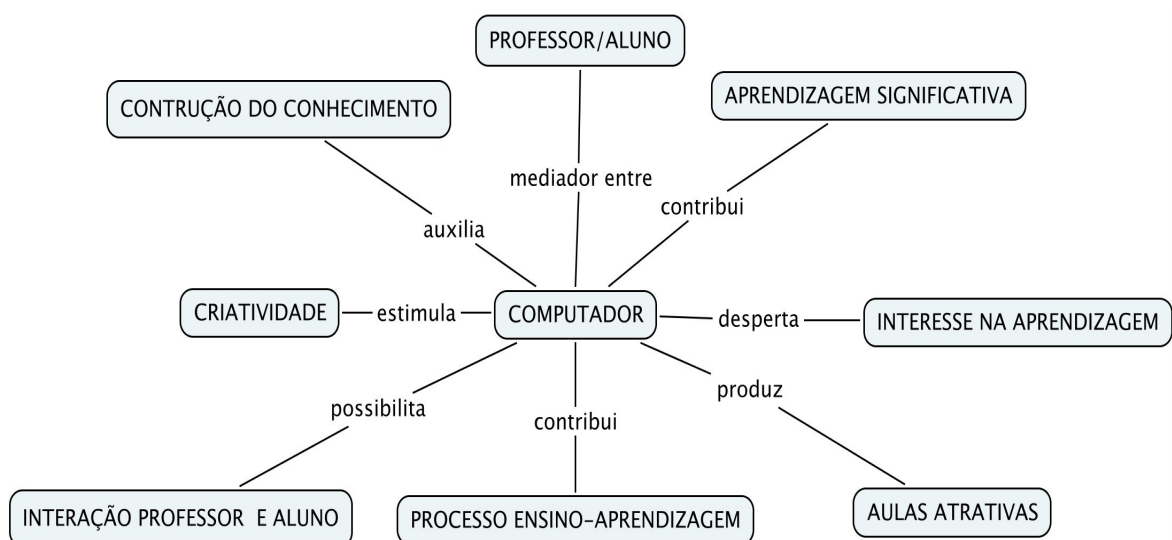 PROFESSOR/ALUNO
CONTRUÇÃO DO CONHECIMENTO
APRENDIZAGEM SIGNIFICATIVA
mediador entre
contribui
auxilia
CRIATIVIDADE
estimula
COMPUTADOR
desperta
INTERESSE NA APRENDIZAGEM
possibilita
contribui
produz
INTERAÇÃO PROFESSOR E ALUNO
PROCESSO ENSINO-APRENDIZAGEM
AULAS ATRATIVAS